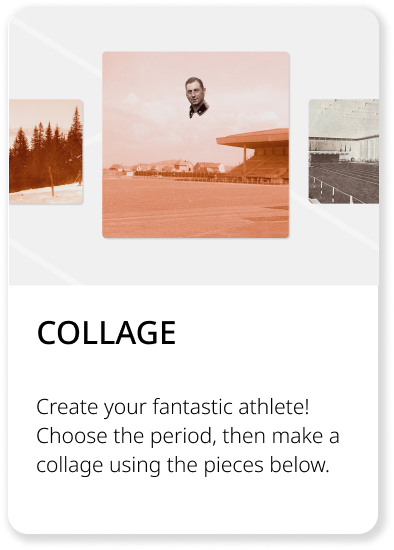 COLLAGE
Create your fantastic athlete!
Choose the period, then make a
collage using the pieces below.